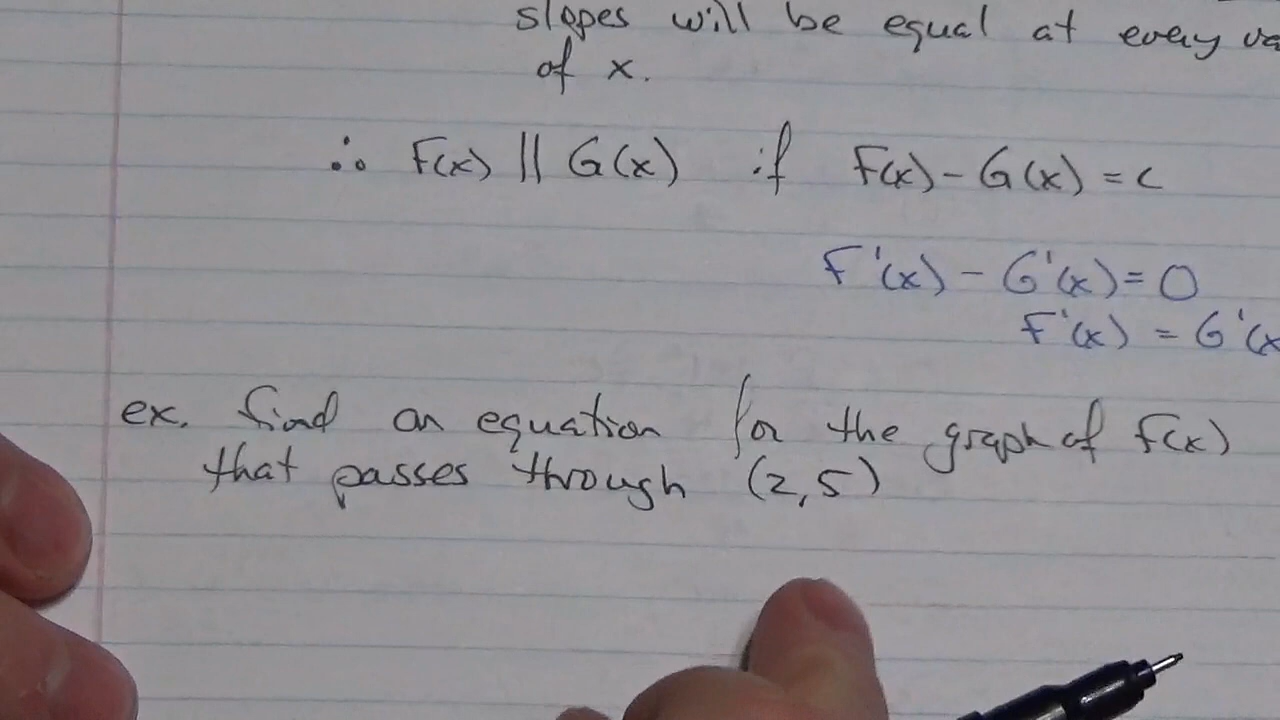 slopes will be equal at every
of x.
∴ F(x) || G(x) if F(x) - G(x) = c
F'(x) - G'(x) = 0
F'(x) = G'(x
ex. find an equation for the graph of f(x)
that passes through (2,5)